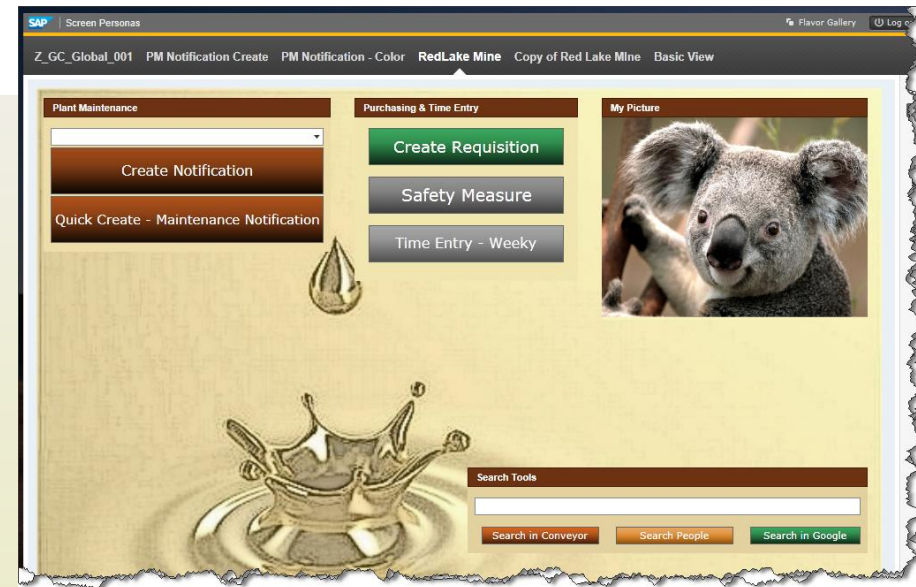 SAP Screen Personas
Flavor Gallery
Log o
Z_GC_Global_001 PM Notification Create PM Notification - Color RedLake Mine Copy of Red Lake MIne Basic View
Plant Maintenance
Create Notification
Quick Create - Maintenance Notification
Purchasing & Time Entry
Create Requisition
Safety Measure
Time Entry - Weeky
My Picture
Search Tools
Search in Conveyor
Search People
Search in Google